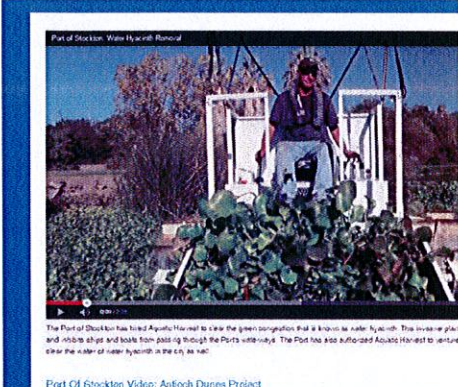 Port of Stockton: Water Hyacinth Removal
The Port of Stockton has hired Aquatic Harvest to clear the green congestion that is known as water hyacinth. This invasive plant
and inhibits ships and boats from passing through the Port's waterways. The Port has also authorized Aquatic Harvest to venture
clear the water of water hyacinth in the city as well.
Port Of Stockton Video: Antioch Dunes Project